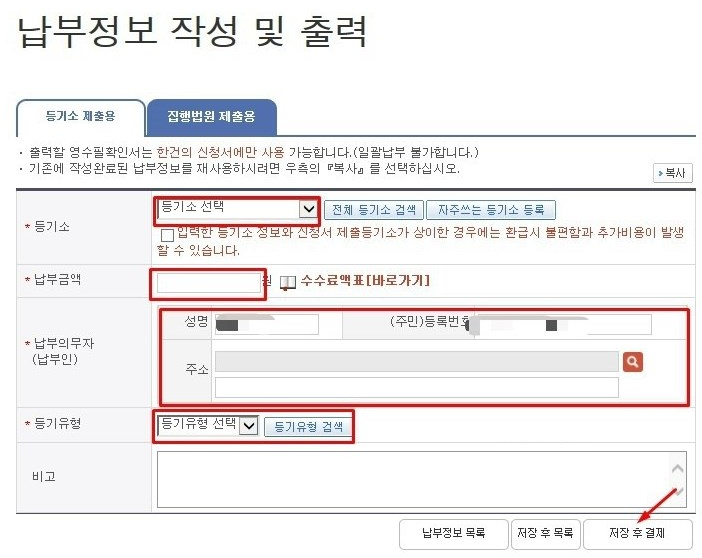 납부정보 작성 및 출력
등기소 제출용
집행법원 제출용
· 출력할 영수필확인서는 한건의 신청서에만 사용 가능합니다.(일괄납부 불가합니다.)
· 기존에 작성완료된 납부정보를 재사용하시려면 우측의 『복사』를 선택하십시오.
복사
* 등기소
등기소 선택
전체 등기소 검색
자주쓰는 등기소 등록
입력한 등기소 정보와 신청서 제출등기소가 상이한 경우에는 환급시 불편함과 추가비용이 발생
할 수 있습니다.
* 납부금액
원
수수료액표[바로가기]
* 납부의무자
(납부인)
성명
(주민)등록번호
주소
* 등기유형
등기유형 선택
등기유형 검색
비고
납부정보 목록
저장 후 목록
저장 후 결제